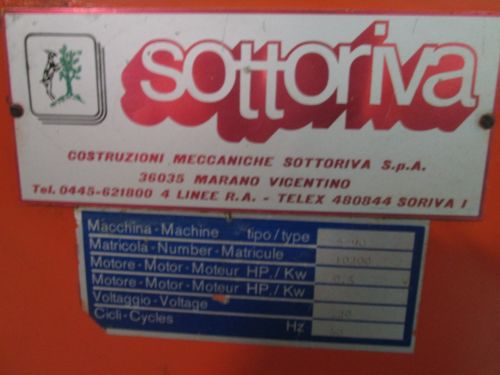 sottoriva
COSTRUZIONI MECCANICHE SOTTORIVA S.p.A.
36035 MARANO VICENTINO
Tel. 0445-621800 4 LINEE R.A. - TELEX 480844 SORIVA I
Macchina-Machine tipo/type
Matricola-Number-Matricule 10200
Motore-Motor-Moteur HP./Kw
Motore-Motor-Moteur HP./Kw
Voltaggio-Voltage
Cicli-Cycles Hz